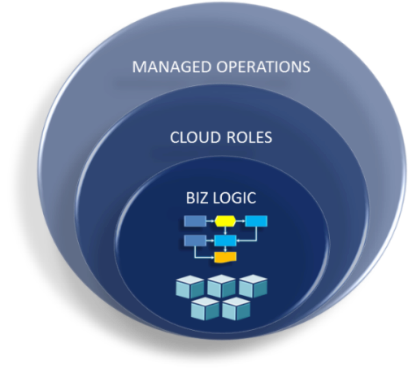 MANAGED OPERATIONS
CLOUD ROLES
BIZ LOGIC